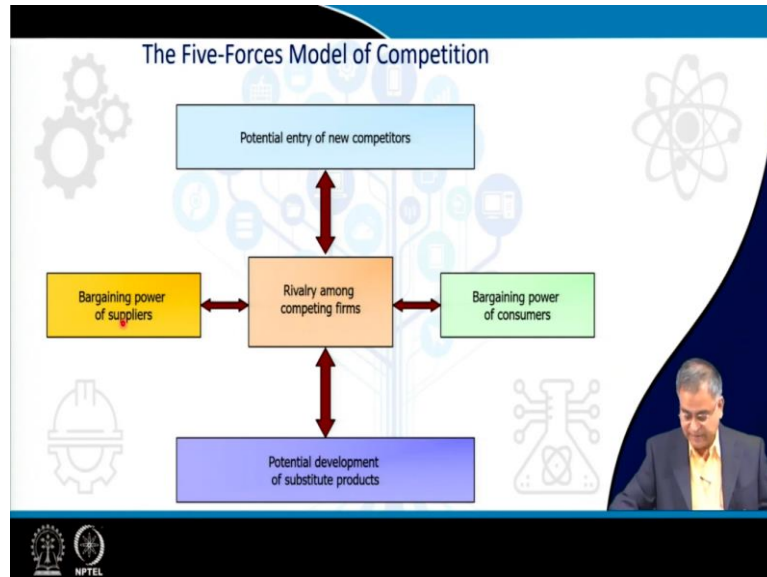 The Five-Forces Model of Competition
Potential entry of new competitors
Bargaining power
of suppliers
Rivalry among
competing firms
Bargaining power
of consumers
Potential development
of substitute products
NPTEL